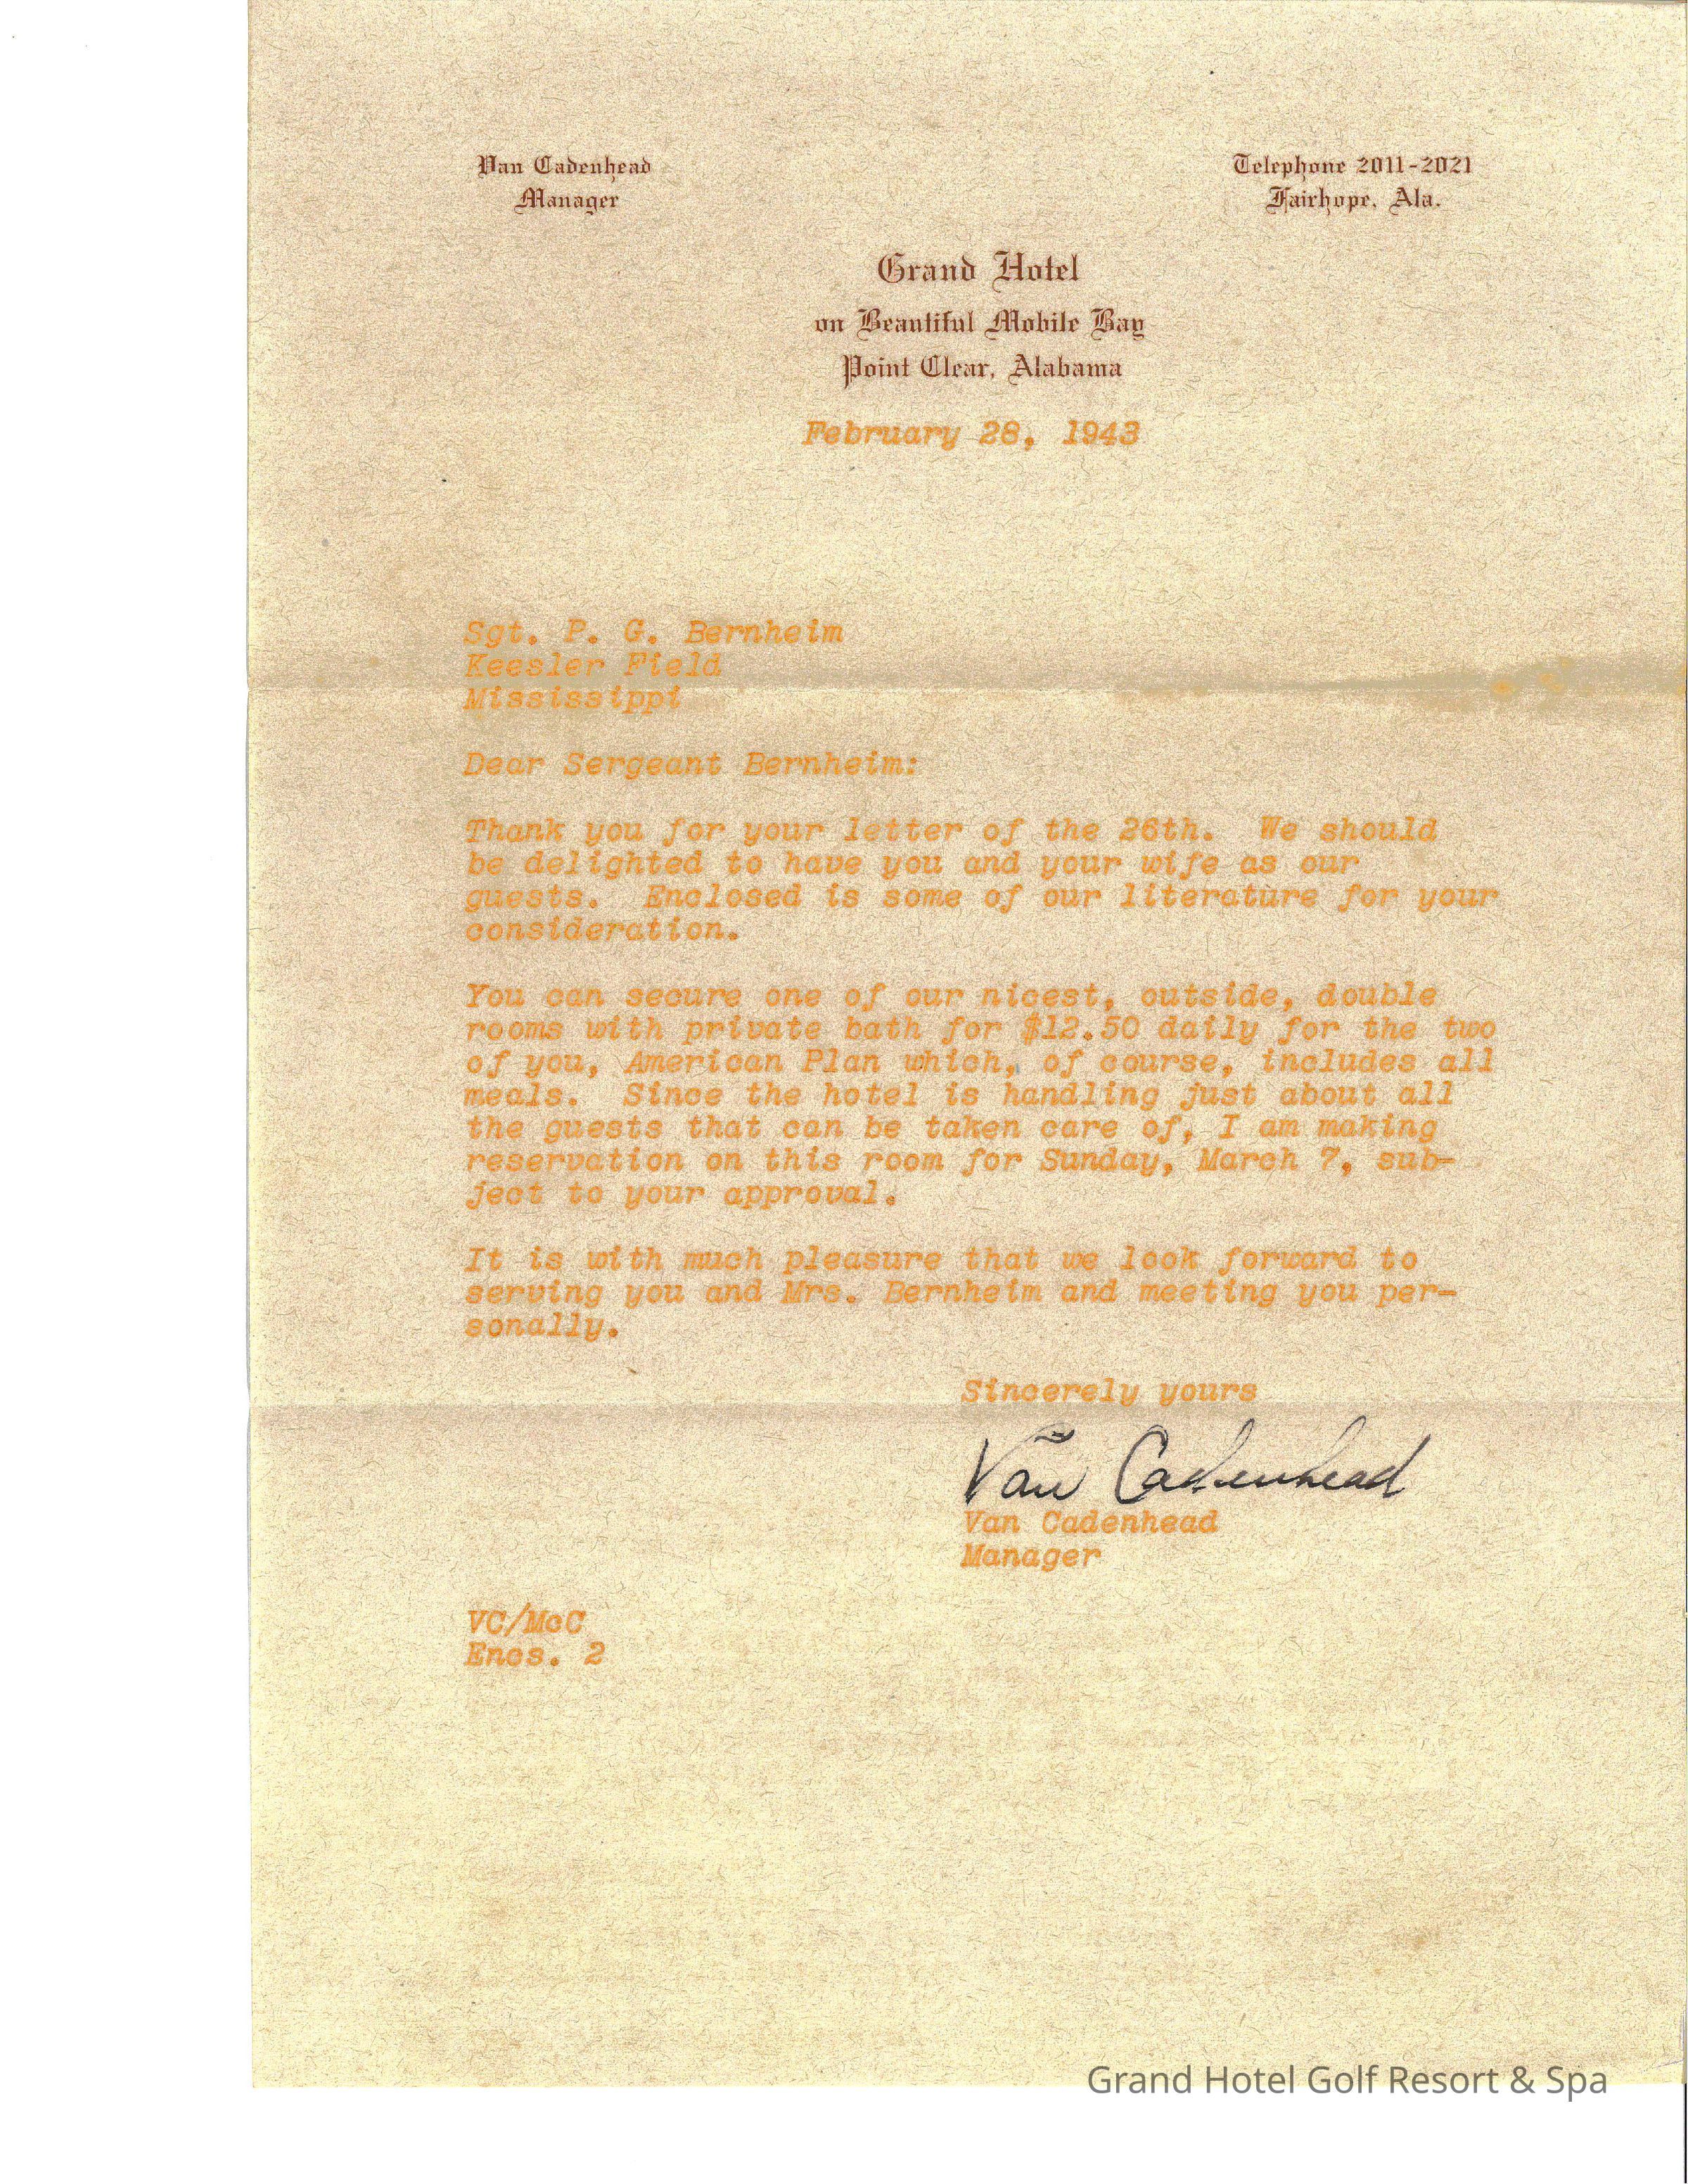 Van Cadenhead
Manager
Telephone 2011-2021
Fairhope, Ala.
Grand Hotel
on Beautiful Mobile Bay
Point Clear, Alabama
February 28, 1943
Sgt. P. G. Bernheim
Keesler Field
Mississippi
Dear Sergeant Bernheim:
Thank you for your letter of the 26th. We should
be delighted to have you and your wife as our
guests. Enclosed is some of our literature for your
consideration.
You can secure one of our nicest, outside, double
rooms with private bath for $12.50 daily for the two
of you, American Plan which, of course, includes all
meals. Since the hotel is handling just about all
the guests that can be taken care of, I am making
reservation on this room for Sunday, March 7, sub-
ject to your approval.
It is with much pleasure that we look forward to
serving you and Mrs. Bernheim and meeting you per-
sonally.
Sincerely yours
Van Cadenhead
Van Cadenhead
Manager
VC/McC
Encs. 2
Grand Hotel Golf Resort & Spa